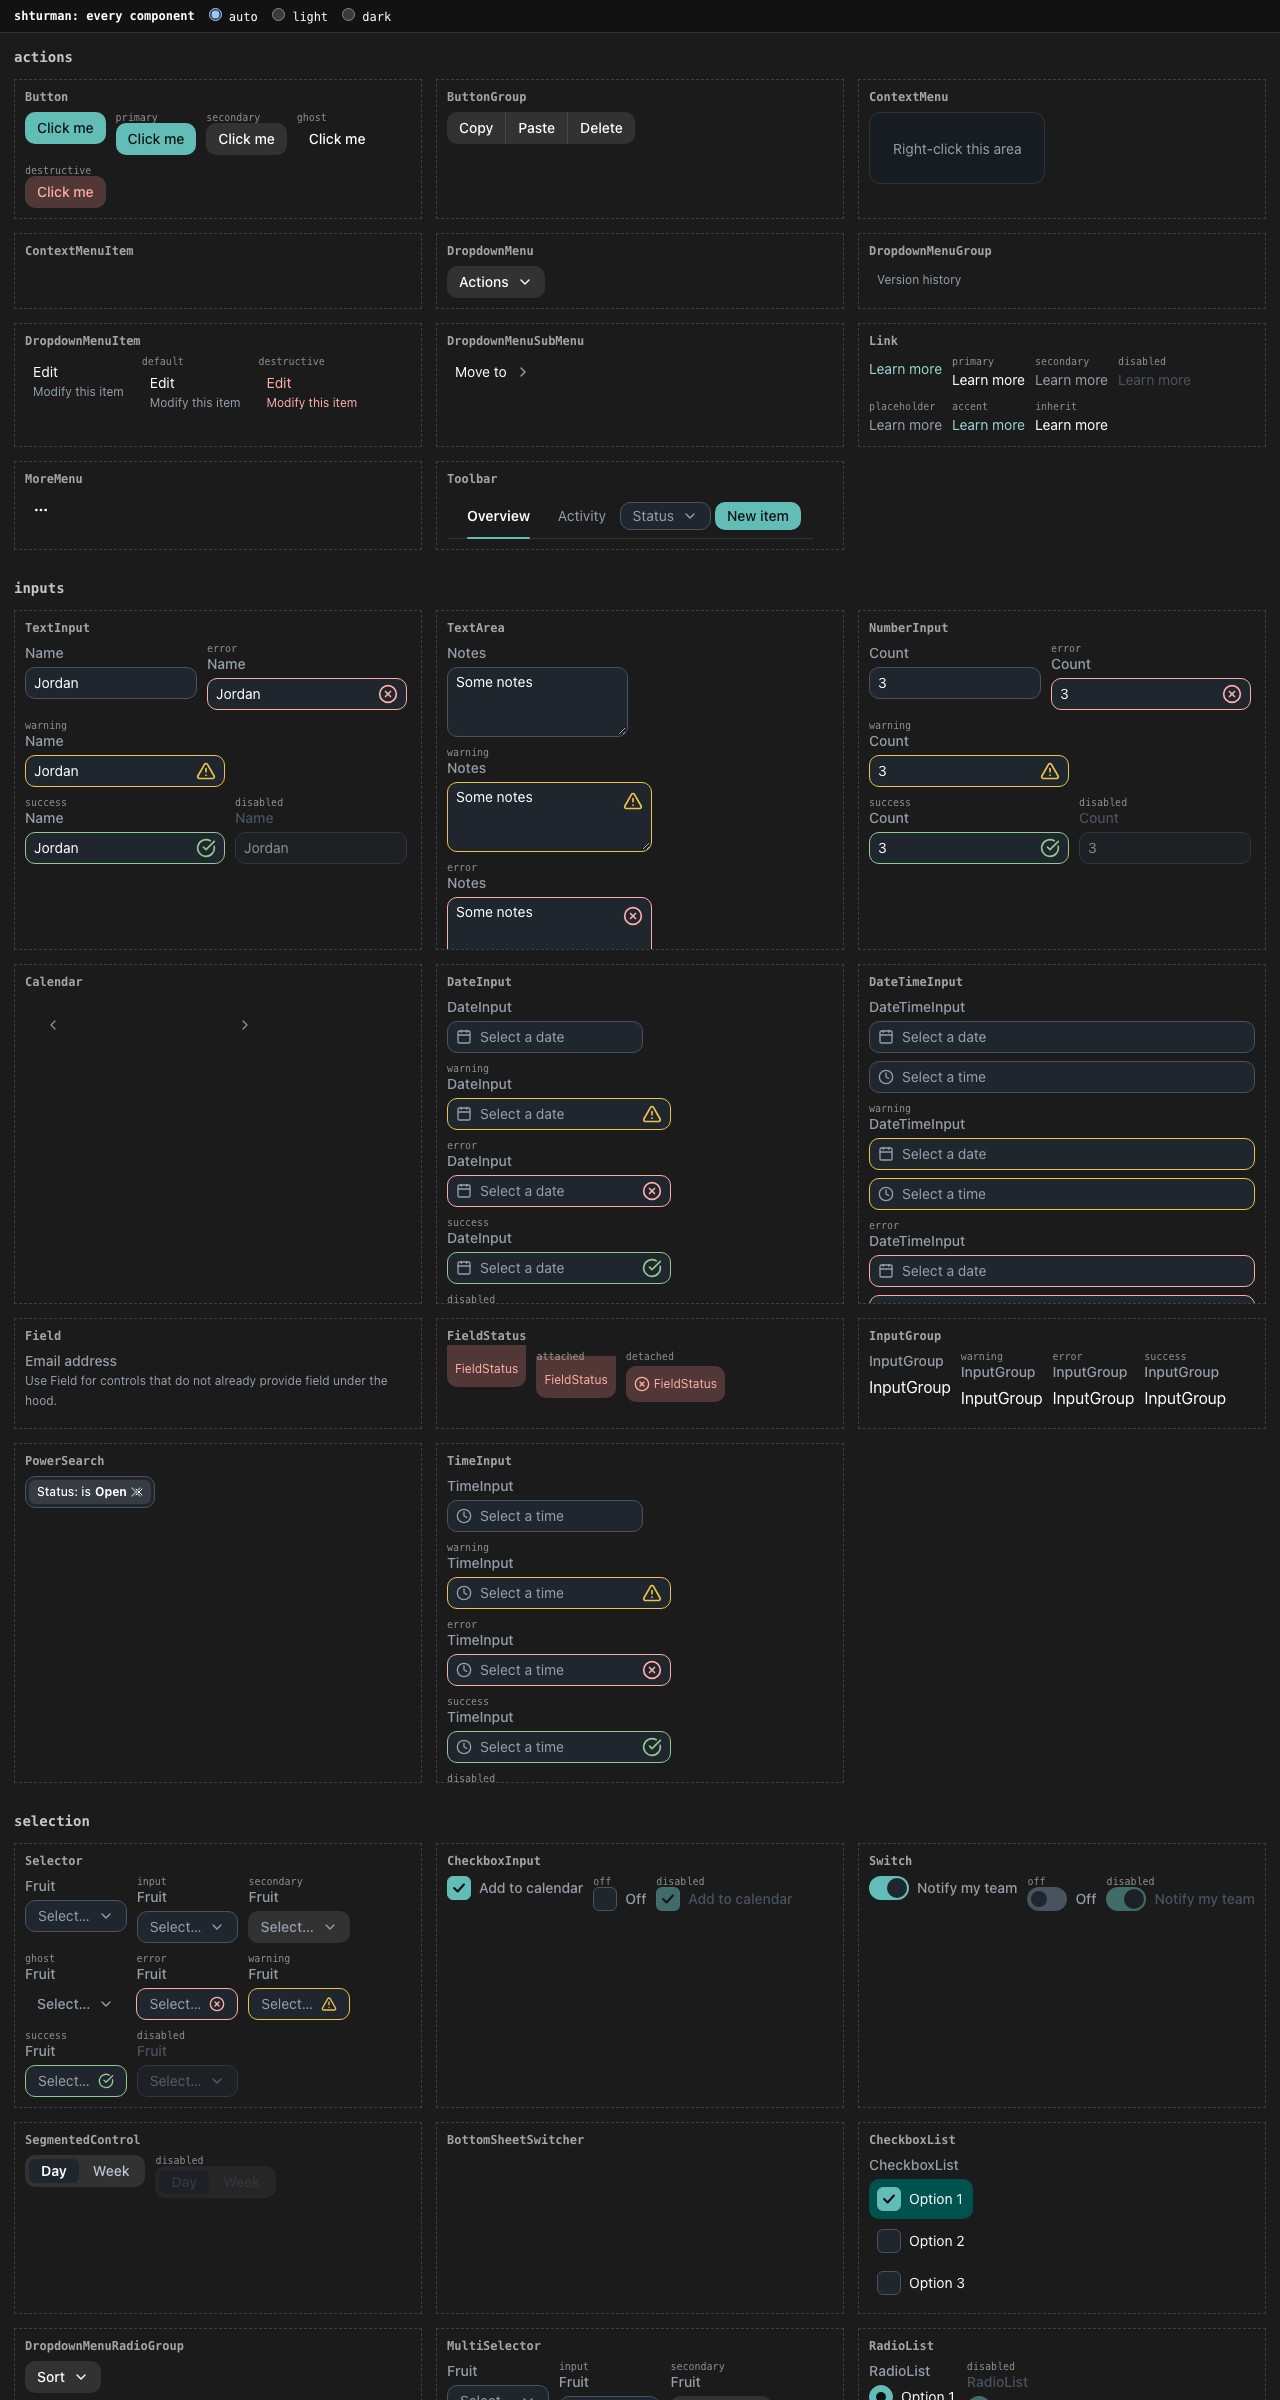 shturman: every component auto light dark
actions
Button
Click me
primary
Click me
secondary
Click me
ghost
Click me
destructive
Click me
ButtonGroup
Copy Paste Delete
ContextMenu
Right-click this area
ContextMenuItem
DropdownMenu
Actions
DropdownMenuGroup
Version history
DropdownMenuItem
Edit
Modify this item
default
Edit
Modify this item
destructive
Edit
Modify this item
DropdownMenuSubMenu
Move to
Link
Learn more
primary
Learn more
secondary
Learn more
disabled
Learn more
placeholder
Learn more
accent
Learn more
inherit
Learn more
MoreMenu
Toolbar
Overview Activity Status New item
inputs
TextInput
Name
Jordan
error
Name
Jordan
warning
Name
Jordan
success
Name
Jordan
disabled
Name
Jordan
TextArea
Notes
Some notes
warning
Notes
Some notes
error
Notes
Some notes
NumberInput
Count
3
error
Count
3
warning
Count
3
success
Count
3
disabled
Count
3
Calendar
DateInput
DateInput
Select a date
warning
DateInput
Select a date
error
DateInput
Select a date
success
DateInput
Select a date
disabled
DateTimeInput
DateTimeInput
Select a date
Select a time
warning
DateTimeInput
Select a date
Select a time
error
DateTimeInput
Select a date
Field
Email address
Use Field for controls that do not already provide field under the
hood.
FieldStatus
FieldStatus
attached
FieldStatus
detached
FieldStatus
InputGroup
InputGroup
InputGroup
warning
InputGroup
InputGroup
error
InputGroup
InputGroup
success
InputGroup
InputGroup
PowerSearch
Status: is Open
TimeInput
TimeInput
Select a time
warning
TimeInput
Select a time
error
TimeInput
Select a time
success
TimeInput
Select a time
disabled
selection
Selector
Fruit
Select...
input
Fruit
Select...
secondary
Fruit
Select...
ghost
Fruit
Select...
error
Fruit
Select...
warning
Fruit
Select...
success
Fruit
Select...
disabled
Fruit
Select...
CheckboxInput
Add to calendar
off
Off
disabled
Add to calendar
Switch
Notify my team
off
Off
disabled
Notify my team
SegmentedControl
Day Week
disabled
Day Week
BottomSheetSwitcher
CheckboxList
CheckboxList
Option 1
Option 2
Option 3
DropdownMenuRadioGroup
Sort
MultiSelector
Fruit
Select...
input
Fruit
secondary
Fruit
RadioList
RadioList
Option 1
disabled
RadioList